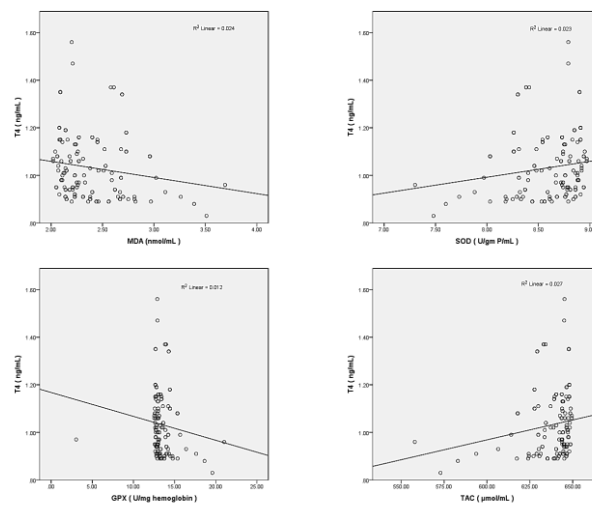 R² Linear = 0.024
1.60
1.40
1.20
1.00
.80
T4 ( ng/mL)
2.00 2.50 3.00 3.50 4.00
MDA (nmol/mL )
R² Linear = 0.023
1.60
1.40
1.20
1.00
.80
T4 ( ng/mL)
7.00 7.50 8.00 8.50 9.0
SOD ( U/gm P/mL)
R² Linear = 0.012
1.60
1.40
1.20
1.00
.80
T4 ( ng/mL)
.00 5.00 10.00 15.00 20.00 25.00
GPX ( U/mg hemoglobin )
R² Linear = 0.027
1.60
1.40
1.20
1.00
.80
T4 ( ng/mL)
550.00 575.00 600.00 625.00 650.00
TAC ( µmol/mL)